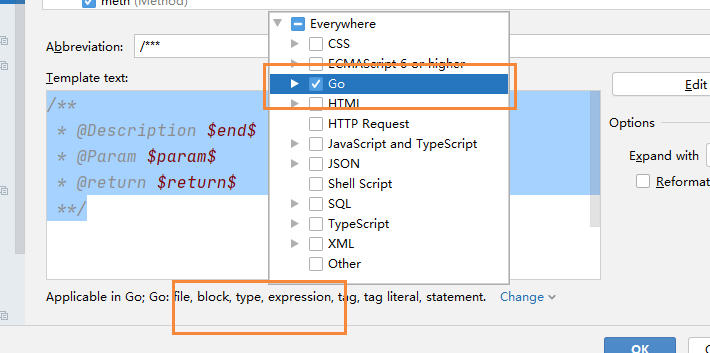 meth (Method)
Everywhere
Abbreviation: /***
CSS
ECMAScript 6 or higher
Template text:
Go
Edit
HTML
/**
* @Description $end$
* @Param $param$
* @return $return$
**/
HTTP Request
JavaScript and TypeScript
JSON
Shell Script
SQL
TypeScript
XML
Other
Options
Expand with
Reformat
Applicable in Go; Go: file, block, type, expression, tag, tag literal, statement. Change
OK